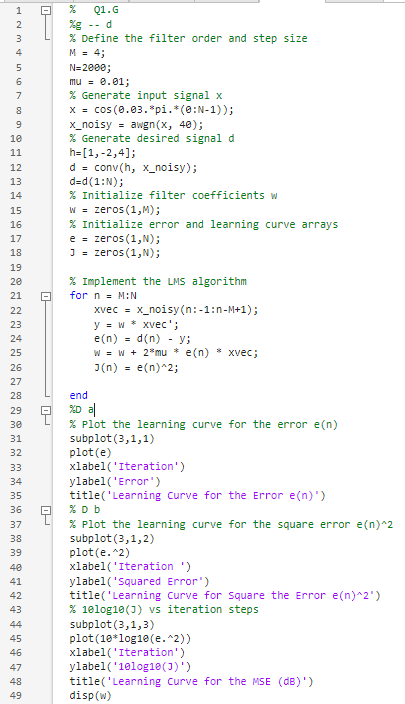 1 %   Q1.G
2 %g -- d
3 % Define the filter order and step size
4 M = 4;
5 N=2000;
6 mu = 0.01;
7 % Generate input signal x
8 x = cos(0.03.*pi.*(0:N-1));
9 x_noisy = awgn(x, 40);
10 % Generate desired signal d
11 h=[1,-2,4];
12 d = conv(h, x_noisy);
13 d=d(1:N);
14 % Initialize filter coefficients w
15 w = zeros(1,M);
16 % Initialize error and learning curve arrays
17 e = zeros(1,N);
18 J = zeros(1,N);
19
20 % Implement the LMS algorithm
21 for n = M:N
22 xvec = x_noisy(n:-1:n-M+1);
23 y = w * xvec';
24 e(n) = d(n) - y;
25 w = w + 2*mu * e(n) * xvec;
26 J(n) = e(n)^2;
27
28 end
29 %D a
30 % Plot the learning curve for the error e(n)
31 subplot(3,1,1)
32 plot(e)
33 xlabel('Iteration')
34 ylabel('Error')
35 title('Learning Curve for the Error e(n)')
36 % D b
37 % Plot the learning curve for the square error e(n)^2
38 subplot(3,1,2)
39 plot(e.^2)
40 xlabel('Iteration ')
41 ylabel('Squared Error')
42 title('Learning Curve for Square the Error e(n)^2')
43 % 10log10(J) vs iteration steps
44 subplot(3,1,3)
45 plot(10*log10(e.^2))
46 xlabel('Iteration')
47 ylabel('10log10(J)')
48 title('Learning Curve for the MSE (dB)')
49 disp(w)